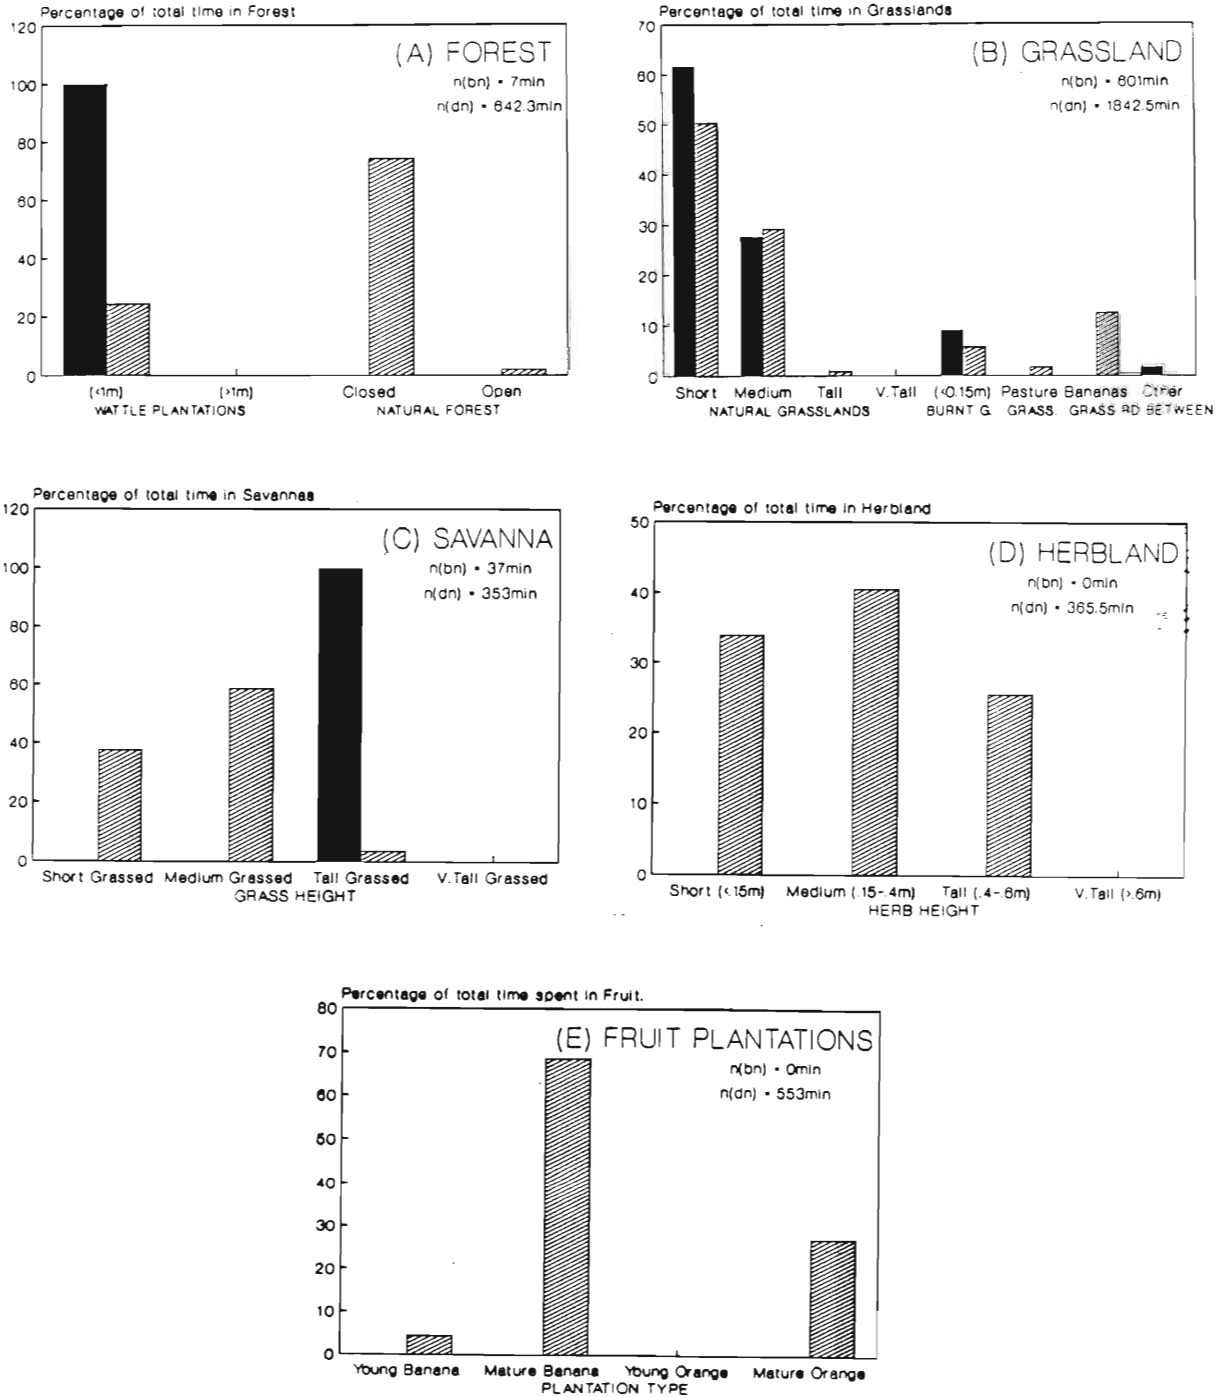 Percentage of total time in Forest
(A) FOREST
n(bn) = 7min
n(dn) = 642.3min
120
100
80
60
40
20
0
(<1m) (>1m) Closed Open
WATTLE PLANTATIONS NATURAL FOREST
Percentage of total time in Grasslands
(B) GRASSLAND
n(bn) = 601min
n(dn) = 1842.5min
70
60
50
40
30
20
10
0
Short Medium Tall V.Tall (<0.15m) Pasture Bananas Other
NATURAL GRASSLANDS BURNT G. GRASS. GRASS RD BETWEEN
Percentage of total time in Savannas
(C) SAVANNA
n(bn) = 37min
n(dn) = 353min
120
100
80
60
40
20
0
Short Grassed Medium Grassed Tall Grassed V.Tall Grassed
GRASS HEIGHT
Percentage of total time in Herbland
(D) HERBLAND
n(bn) = 0min
n(dn) = 365.5min
50
40
30
20
10
0
Short (<.15m) Medium (.15-.4m) Tall (.4-.6m) V.Tall (>.6m)
HERB HEIGHT
Percentage of total time spent in Fruit.
(E) FRUIT PLANTATIONS
n(bn) = 0min
n(dn) = 553min
80
70
60
50
40
30
20
10
0
Young Banana Mature Banana Young Orange Mature Orange
PLANTATION TYPE